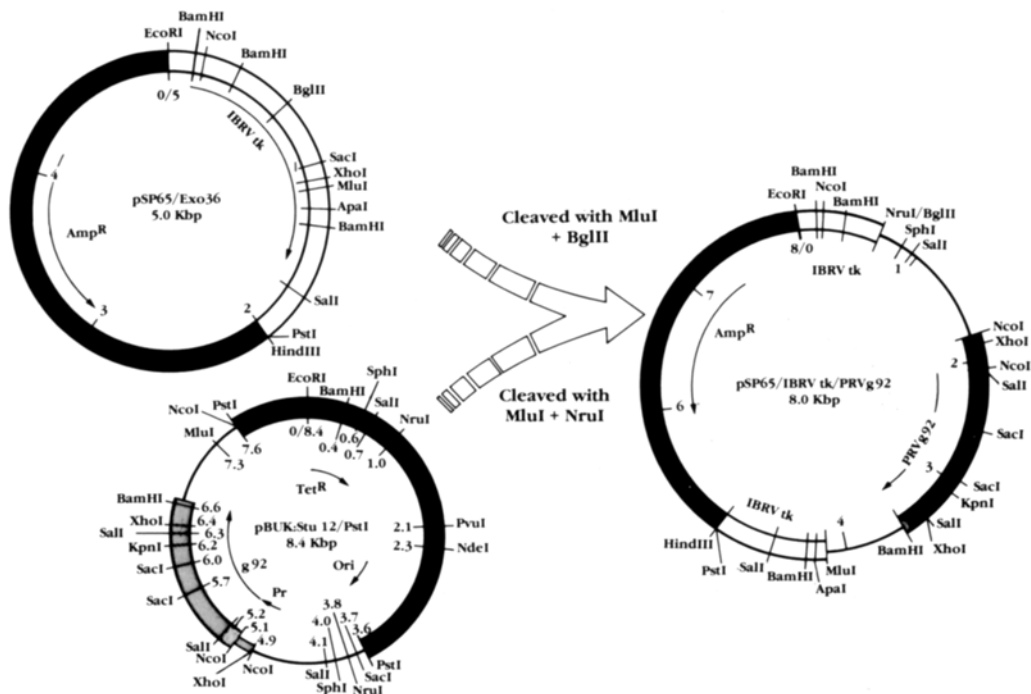 EcoRI
BamHI
NcoI
BamHI
BglII
0/5
IBRV tk
SacI
XhoI
MluI
ApaI
BamHI
4
pSP65/Exo36
5.0 Kbp
AmpR
SalI
3
2
PstI
HindIII
Cleaved with MluI
+ BglII
Cleaved with
MluI + NruI
EcoRI
BamHI
SphI
SalI
NruI
PstI
NcoI
MluI
0/8.4
0.4
0.6
0.7
1.0
7.6
7.3
TetR
BamHI
6.6
XhoI
6.4
SalI
6.3
KpnI
6.2
SacI
6.0
SacI
5.7
pBUK:Stu 12/PstI
8.4 Kbp
g92
Pr
Ori
2.1
PvuI
2.3
NdeI
5.2
5.1
4.9
SalI
NcoI
XhoI
NcoI
3.8
4.0
4.1
3.7
3.6
SalI
SphI
NruI
SacI
PstI
BamHI
NcoI
EcoRI
BamHI
NruI/BglII
SphI
SalI
8/0
1
IBRV tk
7
AmpR
NcoI
XhoI
2
NcoI
SalI
pSP65/IBRV tk/PRVg92
8.0 Kbp
6
PRVg92
SacI
3
SacI
KpnI
SalI
XhoI
BamHI
IBRV tk
4
HindIII
PstI
SalI
BamHI
ApaI
MluI